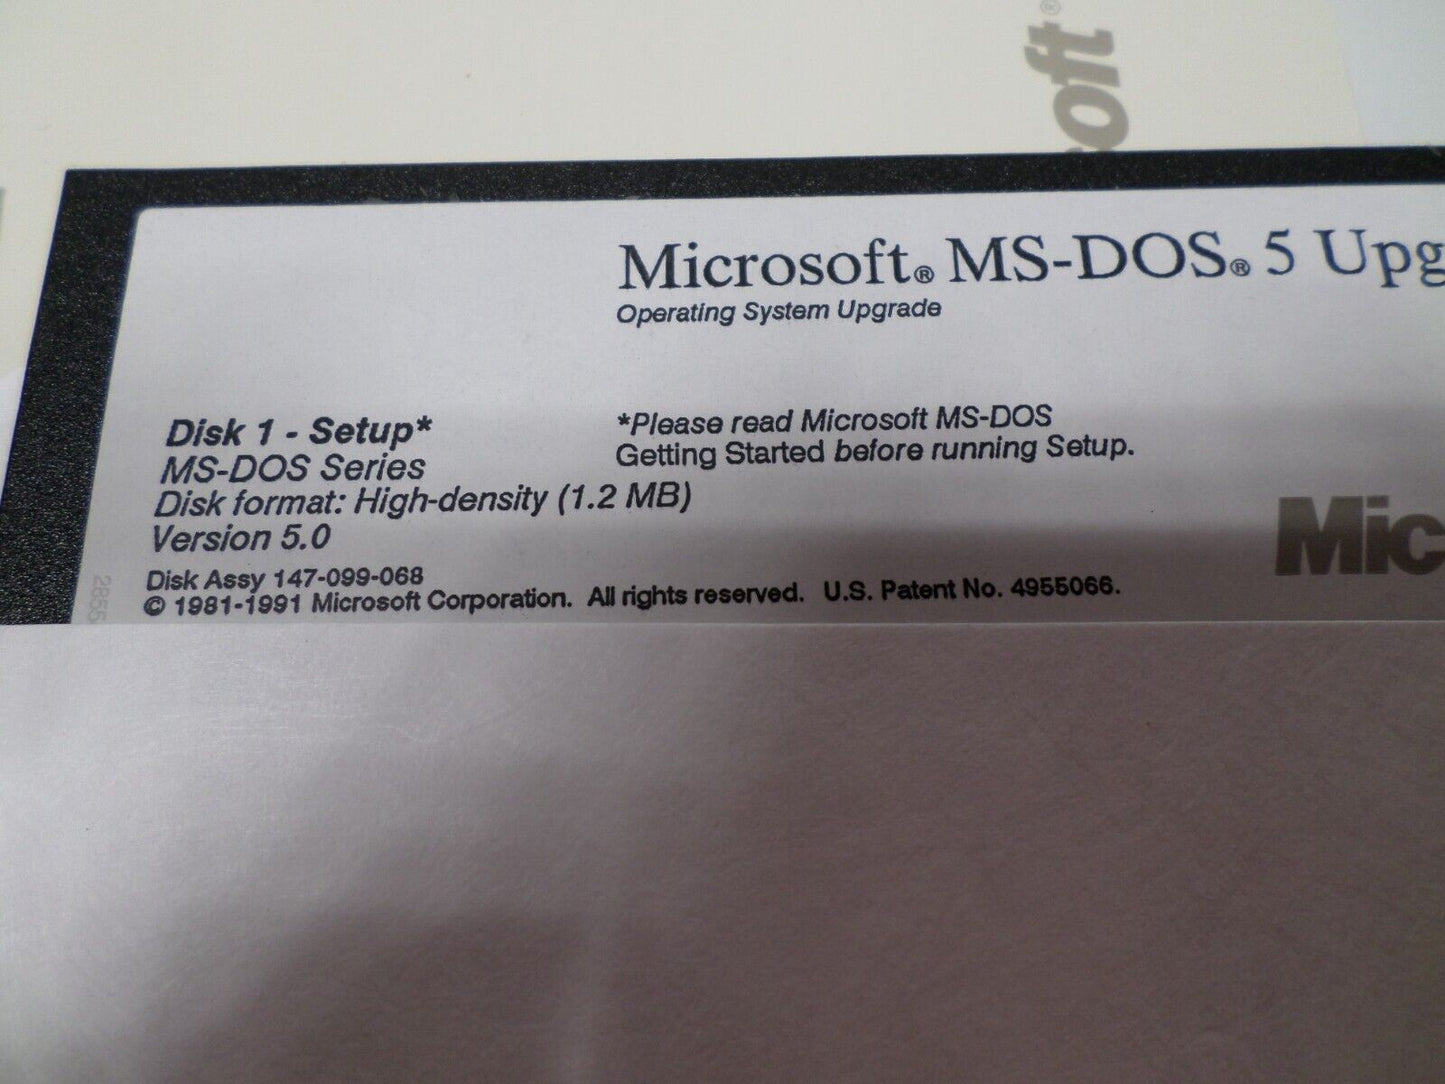 oft®
Microsoft® MS-DOS® 5 Upg
Operating System Upgrade
Disk 1 - Setup*
MS-DOS Series
Disk format: High-density (1.2 MB)
Version 5.0
*Please read Microsoft MS-DOS
Getting Started before running Setup.
Mic
Disk Assy 147-099-068
© 1981-1991 Microsoft Corporation. All rights reserved. U.S. Patent No. 4955066.